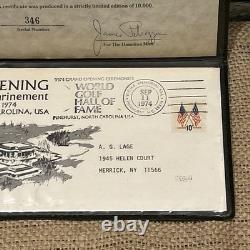 certificate was produced in a strictly limited edition of 10,000.
346
Serial Number
For The Hamilton Mint
1974 GRAND OPENING CEREMONIES
WORLD
GOLF
HALL OF
FAME
PINEHURST, NORTH CAROLINA USA
ENING
rinement
1974
CAROLINA, USA
SEP
11
1974
10c
A. G. LAGE
1945 HELEN COURT
MERRICK, NY 11566